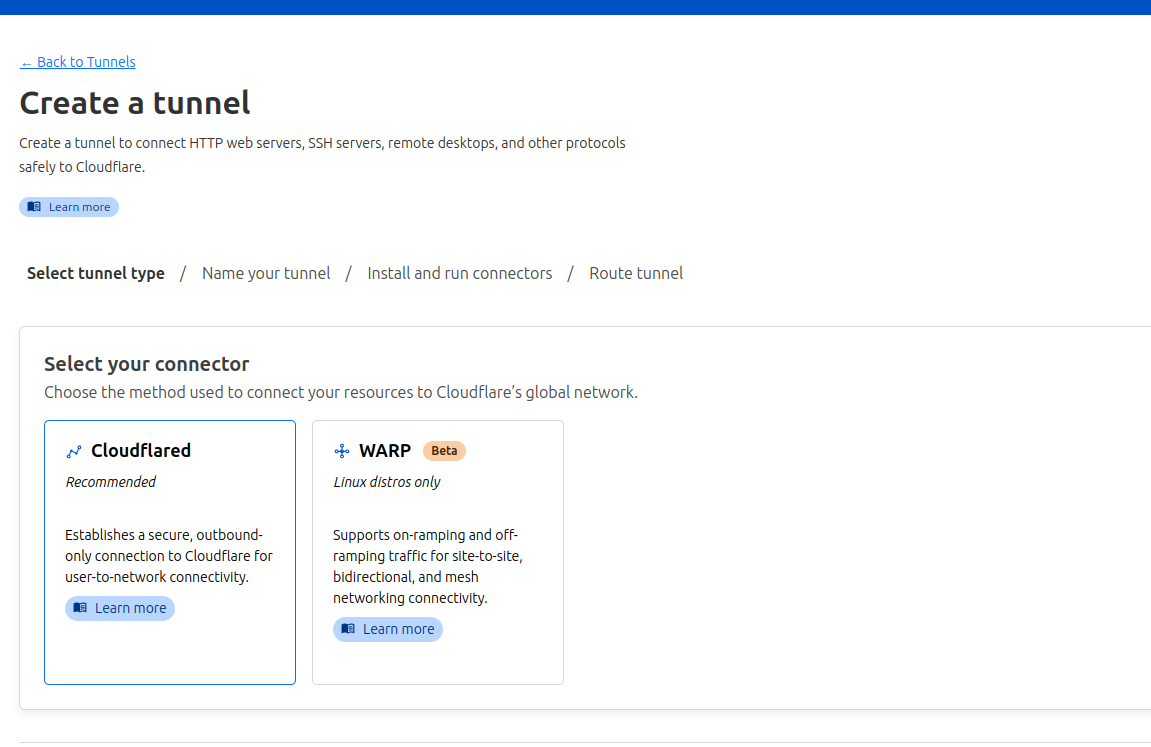 ← Back to Tunnels
Create a tunnel
Create a tunnel to connect HTTP web servers, SSH servers, remote desktops, and other protocols
safely to Cloudflare.
Learn more
Select tunnel type / Name your tunnel / Install and run connectors / Route tunnel
Select your connector
Choose the method used to connect your resources to Cloudflare’s global network.
Cloudflared
Recommended
Establishes a secure, outbound-
only connection to Cloudflare for
user-to-network connectivity.
Learn more
WARP Beta
Linux distros only
Supports on-ramping and off-
ramping traffic for site-to-site,
bidirectional, and mesh
networking connectivity.
Learn more